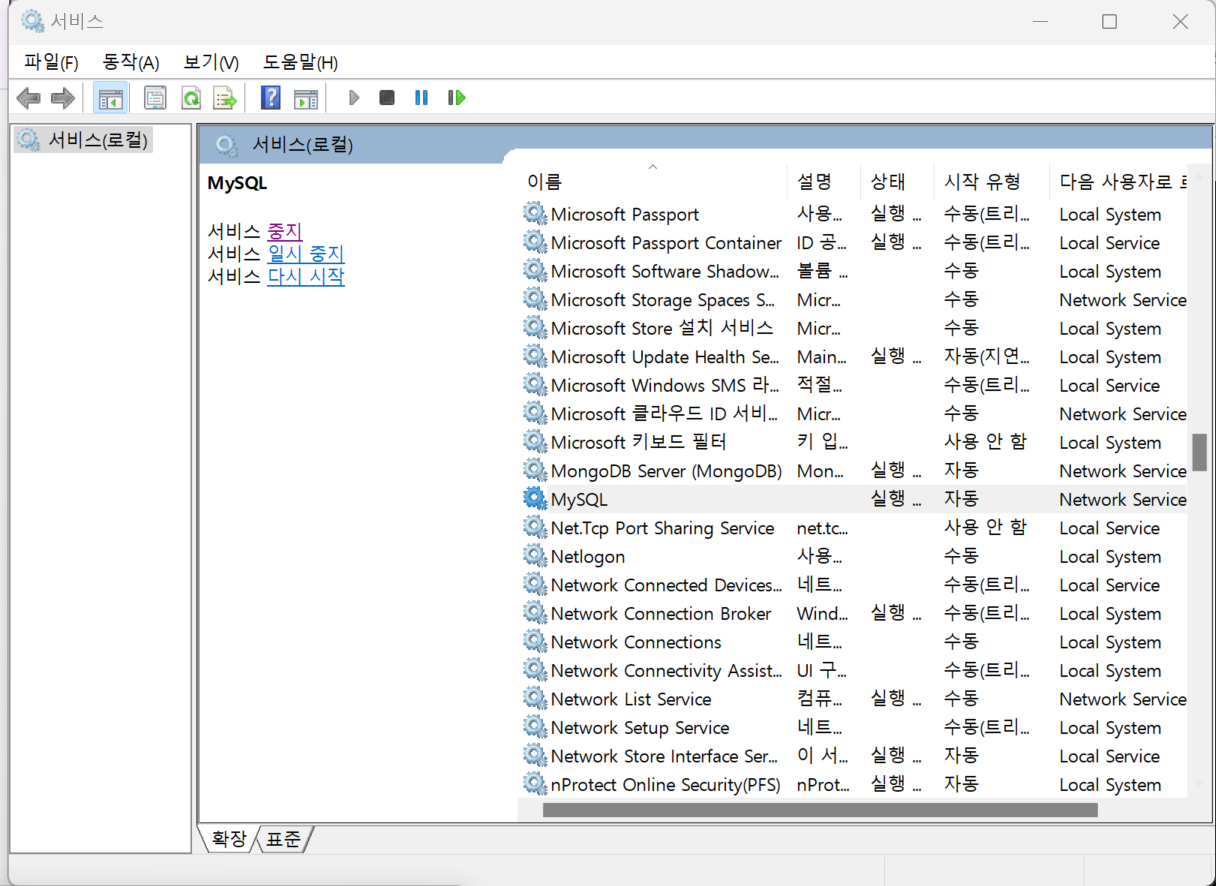 서비스
파일(F) 동작(A) 보기(V) 도움말(H)
서비스(로컬)
서비스(로컬)
MySQL
서비스 중지
서비스 일시 중지
서비스 다시 시작
이름 설명 상태 시작 유형 다음 사용자로
Microsoft Passport 사용... 실행 ... 수동(트리... Local System
Microsoft Passport Container ID 공... 실행 ... 수동(트리... Local Service
Microsoft Software Shadow... 볼륨 ... 수동 Local System
Microsoft Storage Spaces S... Micr... 수동 Network Service
Microsoft Store 설치 서비스 Micr... 수동 Local System
Microsoft Update Health Se... Main... 실행 ... 자동(지연... Local System
Microsoft Windows SMS 라... 적절... 수동(트리... Local Service
Microsoft 클라우드 ID 서비... Micr... 수동 Network Service
Microsoft 키보드 필터 키 입... 사용 안 함 Local System
MongoDB Server (MongoDB) Mon... 실행 ... 자동 Network Service
MySQL 실행 ... 자동 Network Service
Net.Tcp Port Sharing Service net.tc... 사용 안 함 Local Service
Netlogon 사용... 수동 Local System
Network Connected Devices... 네트... 수동(트리... Local Service
Network Connection Broker Wind... 실행 ... 수동(트리... Local System
Network Connections 네트... 수동 Local System
Network Connectivity Assist... UI 구... 수동(트리... Local System
Network List Service 컴퓨... 실행 ... 수동 Network Service
Network Setup Service 네트... 수동(트리... Local System
Network Store Interface Ser... 이 서... 실행 ... 자동 Local Service
nProtect Online Security(PFS) nProt... 실행 ... 자동 Local System
확장 표준